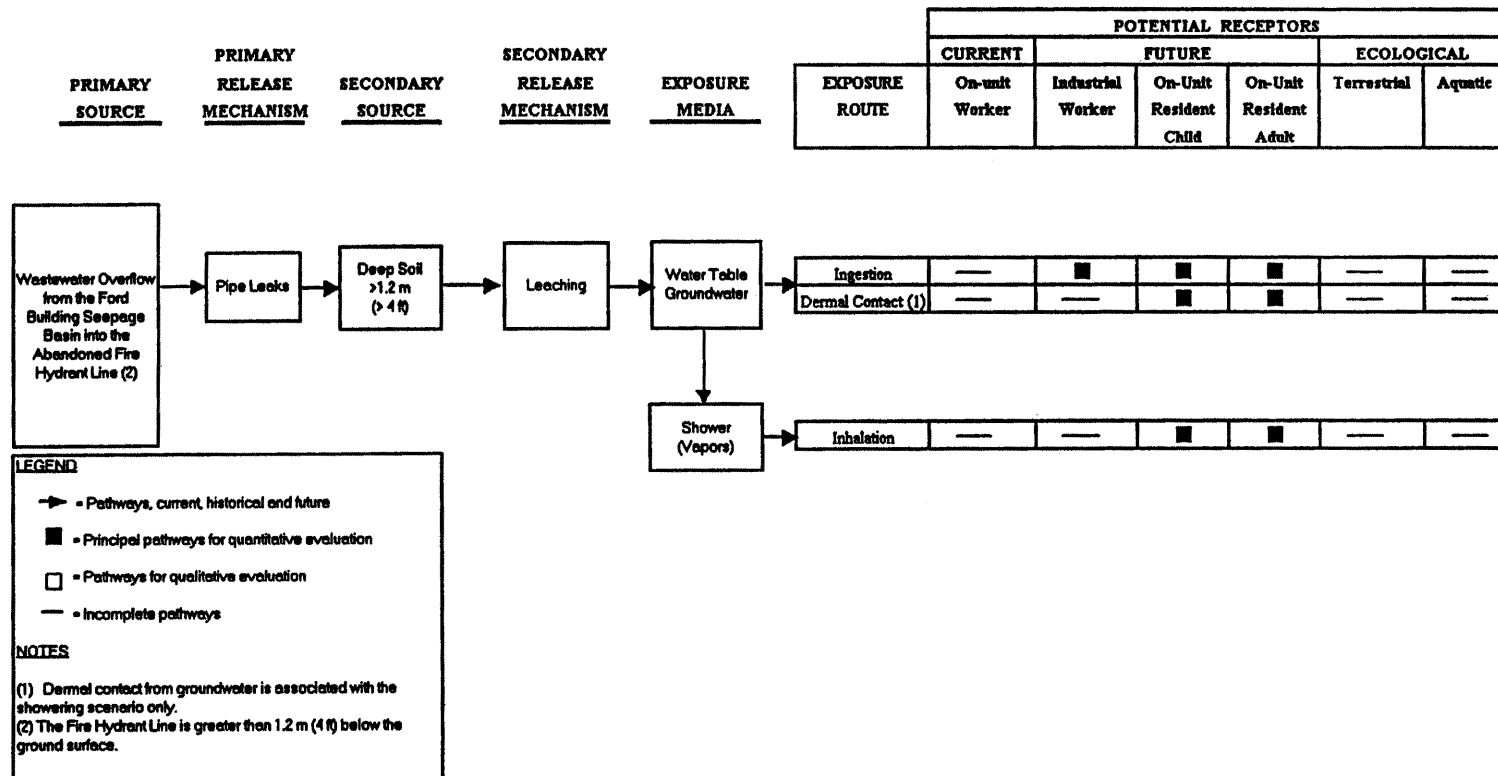 POTENTIAL RECEPTORS
CURRENT FUTURE ECOLOGICAL
PRIMARY
SOURCE
PRIMARY
RELEASE
MECHANISM
SECONDARY
SOURCE
SECONDARY
RELEASE
MECHANISM
EXPOSURE
MEDIA
EXPOSURE
ROUTE
On-unit
Worker
Industrial
Worker
On-Unit
Resident
Child
On-Unit
Resident
Adult
Terrestrial
Aquatic
Wastewater Overflow
from the Ford
Building Seepage
Basin into the
Abandoned Fire
Hydrant Line (2)
Pipe Leaks
Deep Soil
>1.2 m
(> 4 ft)
Leaching
Water Table
Groundwater
Ingestion
Dermal Contact (1)
Shower
(Vapors)
Inhalation
LEGEND
= Pathways, current, historical and future
= Principal pathways for quantitative evaluation
= Pathways for qualitative evaluation
= Incomplete pathways
NOTES
(1) Dermal contact from groundwater is associated with the
showering scenario only.
(2) The Fire Hydrant Line is greater than 1.2 m (4 ft) below the
ground surface.